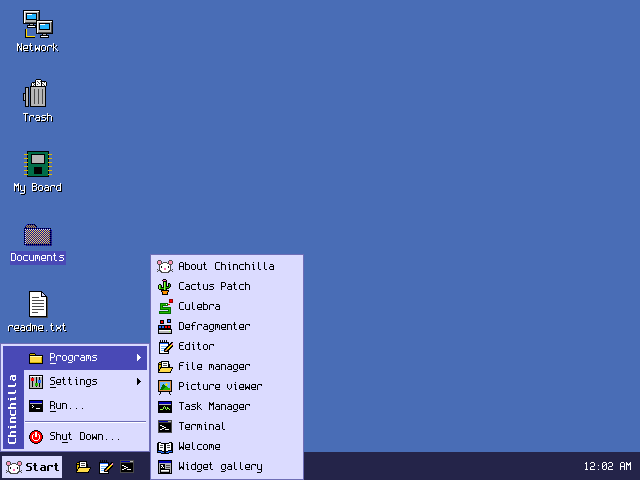 Network
Trash
My Board
Documents
readme.txt
Chinchilla
Programs
Settings
Run...
Shut Down...
About Chinchilla
Cactus Patch
Culebra
Defragmenter
Editor
File manager
Picture viewer
Task Manager
Terminal
Welcome
Widget gallery
Start
12:02 AM